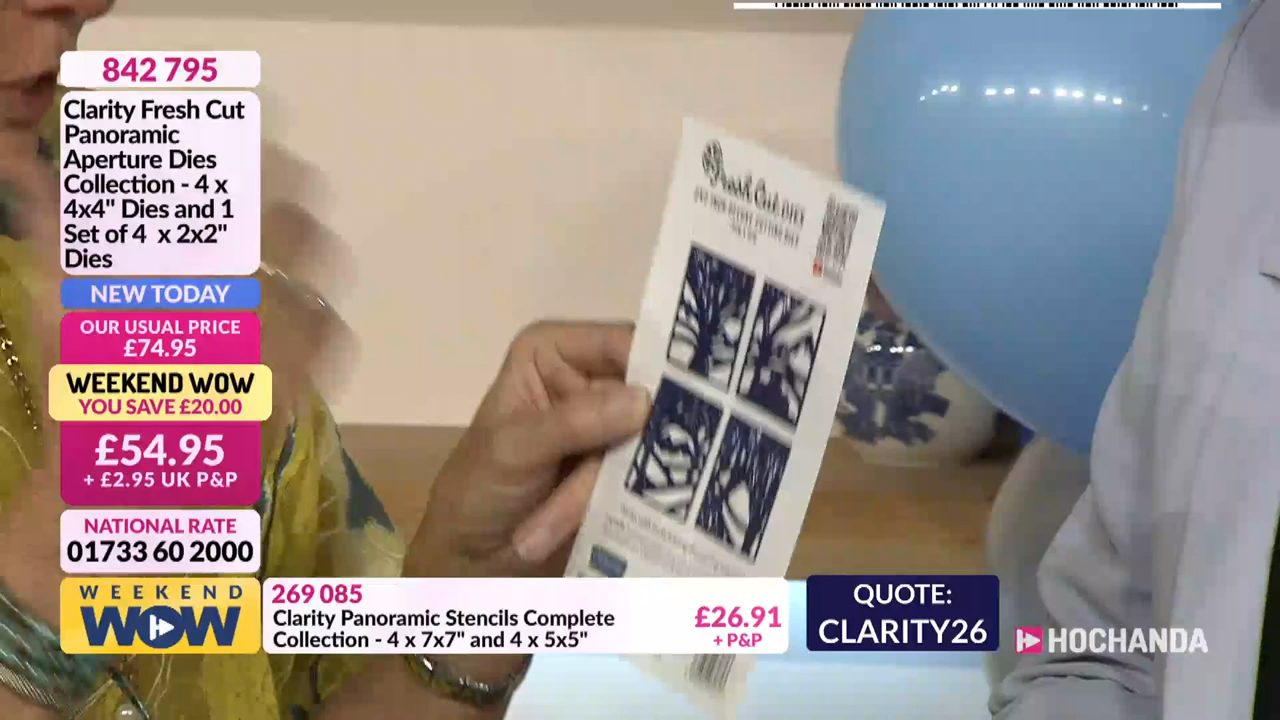 842 795
Clarity Fresh Cut
Panoramic
Aperture Dies
Collection - 4 x
4x4" Dies and 1
Set of 4 x 2x2"
Dies
NEW TODAY
OUR USUAL PRICE
£74.95
WEEKEND WOW
YOU SAVE £20.00
£54.95
+ £2.95 UK P&P
NATIONAL RATE
01733 60 2000
WEEKEND
WOW
269 085
Clarity Panoramic Stencils Complete
Collection - 4 x 7x7" and 4 x 5x5"
£26.91
+ P&P
QUOTE:
CLARITY26
HOCHANDA
Fresh Cut DIES